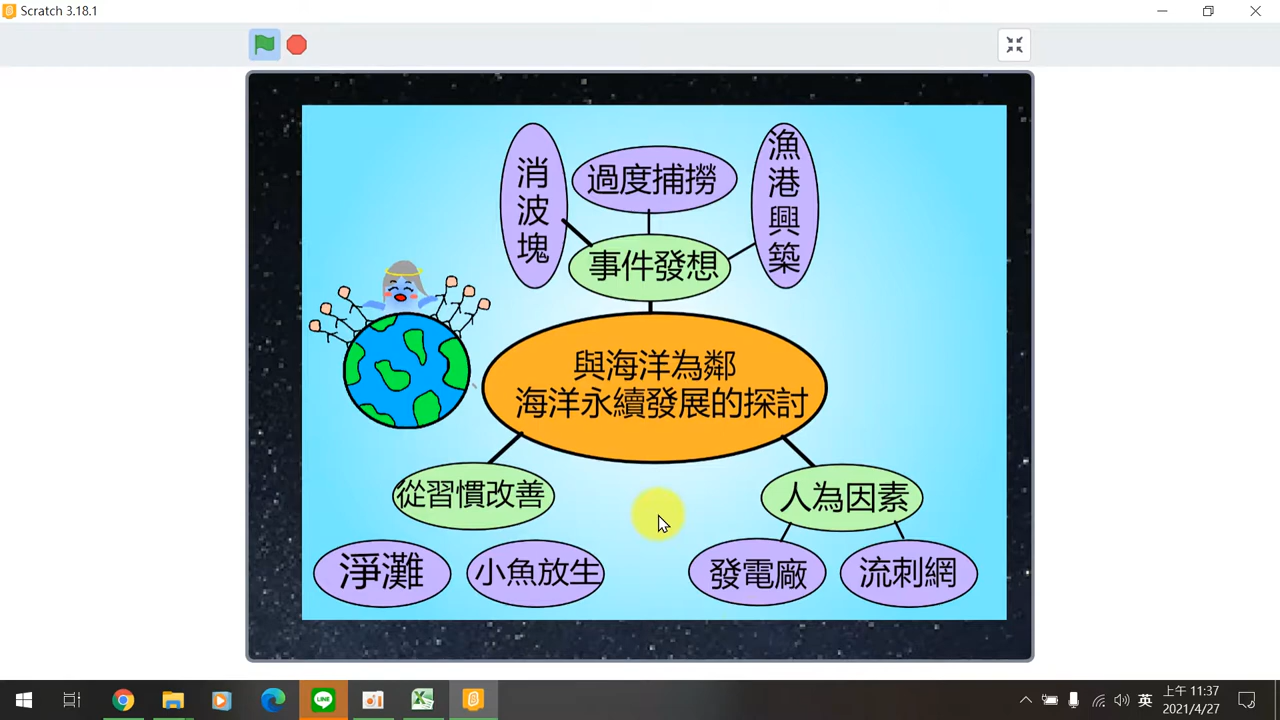 Scratch 3.18.1
消波塊
過度捕撈
漁港興築
事件發想
與海洋為鄰
海洋永續發展的探討
從習慣改善
人為因素
淨灘
小魚放生
發電廠
流刺網
LINE
英
上午 11:37
2021/4/27